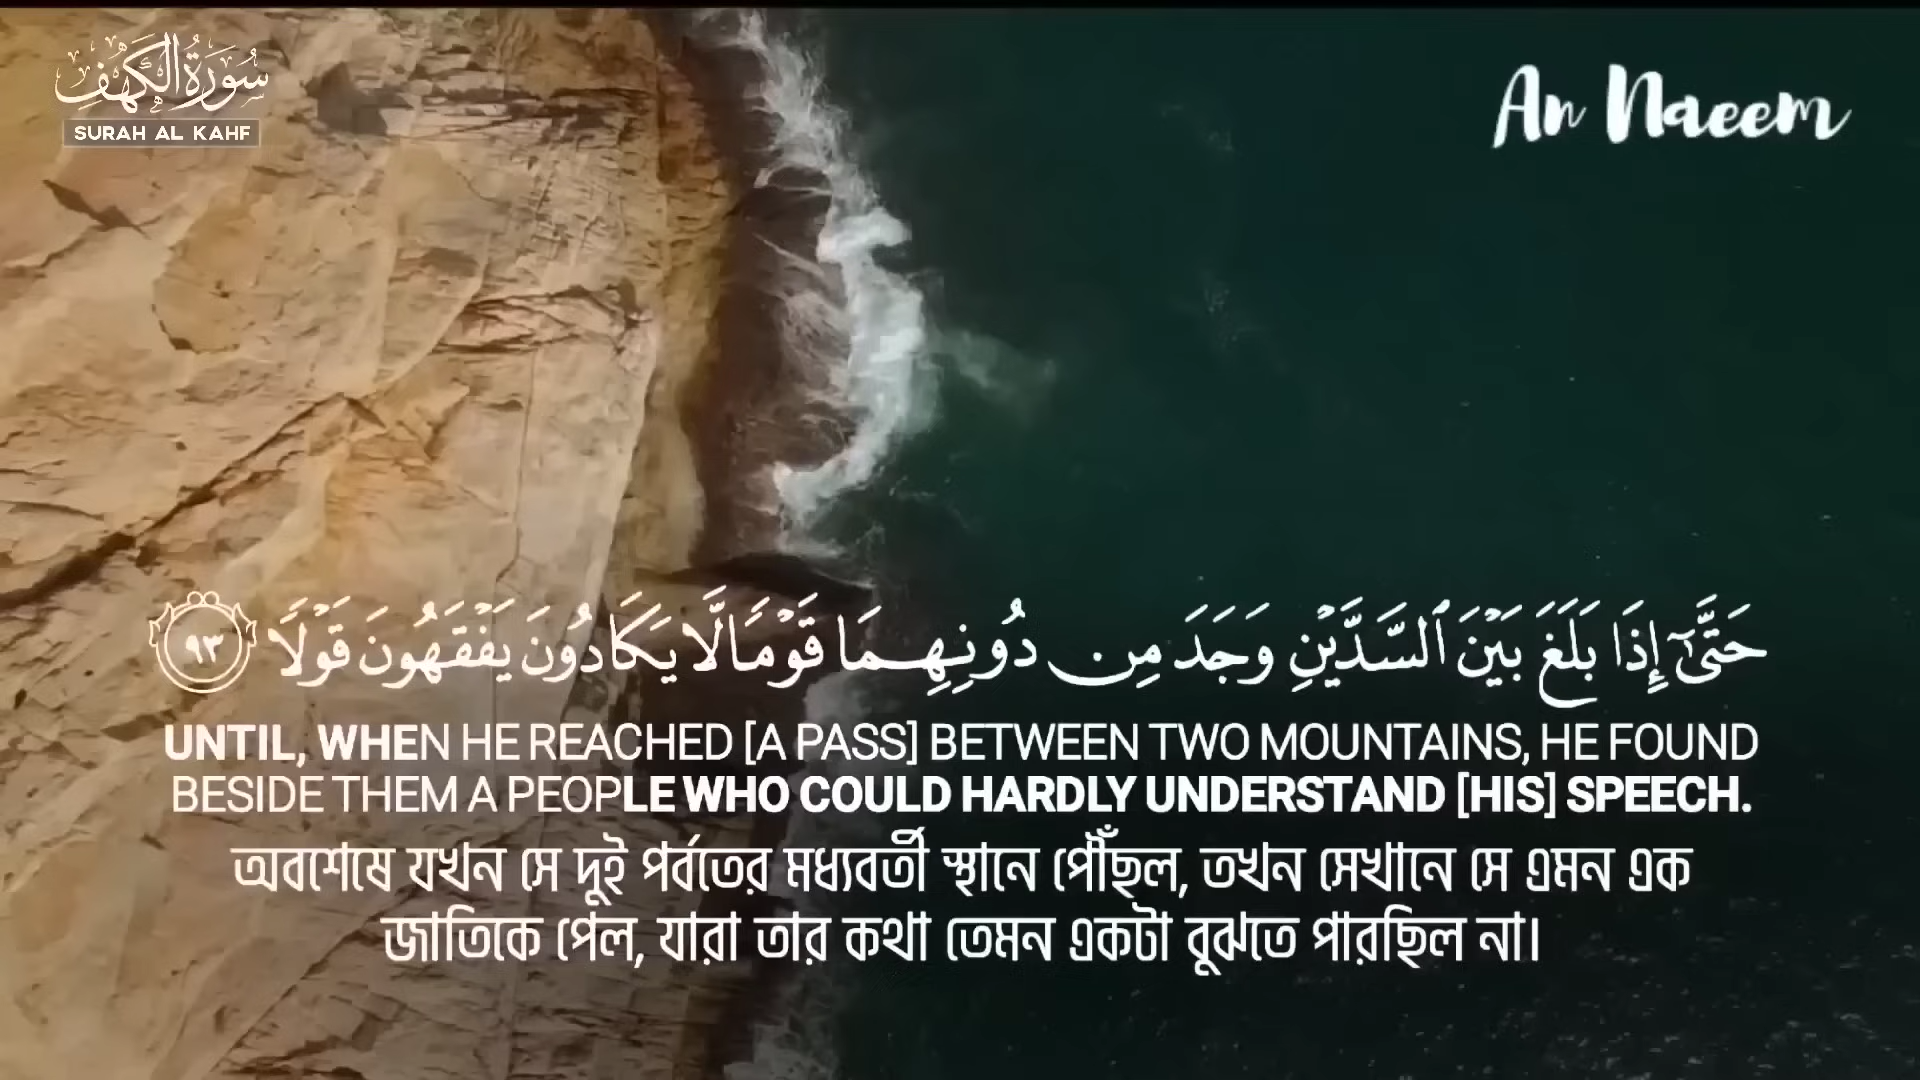 سُورَةُ الكَهْفِ
SURAH AL KAHF
An Naeem
حَتَّىٰٓ إِذَا بَلَغَ بَيْنَ ٱلسَّدَّيْنِ وَجَدَ مِن دُونِهِمَا قَوْمًا لَّا يَكَادُونَ يَفْقَهُونَ قَوْلًا ٩٣
UNTIL, WHEN HE REACHED [A PASS] BETWEEN TWO MOUNTAINS, HE FOUND
BESIDE THEM A PEOPLE WHO COULD HARDLY UNDERSTAND [HIS] SPEECH.
অবশেষে যখন সে দুই পর্বতের মধ্যবর্তী স্থানে পৌঁছল, তখন সেখানে সে এমন এক
জাতিকে পেল, যারা তার কথা তেমন একটা বুঝতে পারছিল না।